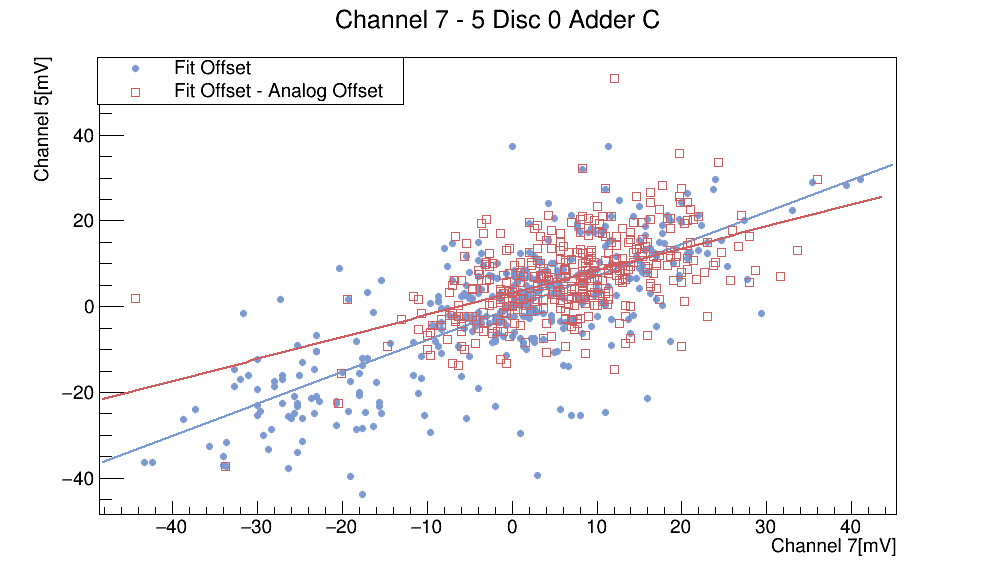 Channel 7 - 5 Disc 0 Adder C
Channel 5[mV]
Fit Offset
Fit Offset - Analog Offset
40
20
0
−20
−40
−40 −30 −20 −10 0 10 20 30 40
Channel 7[mV]